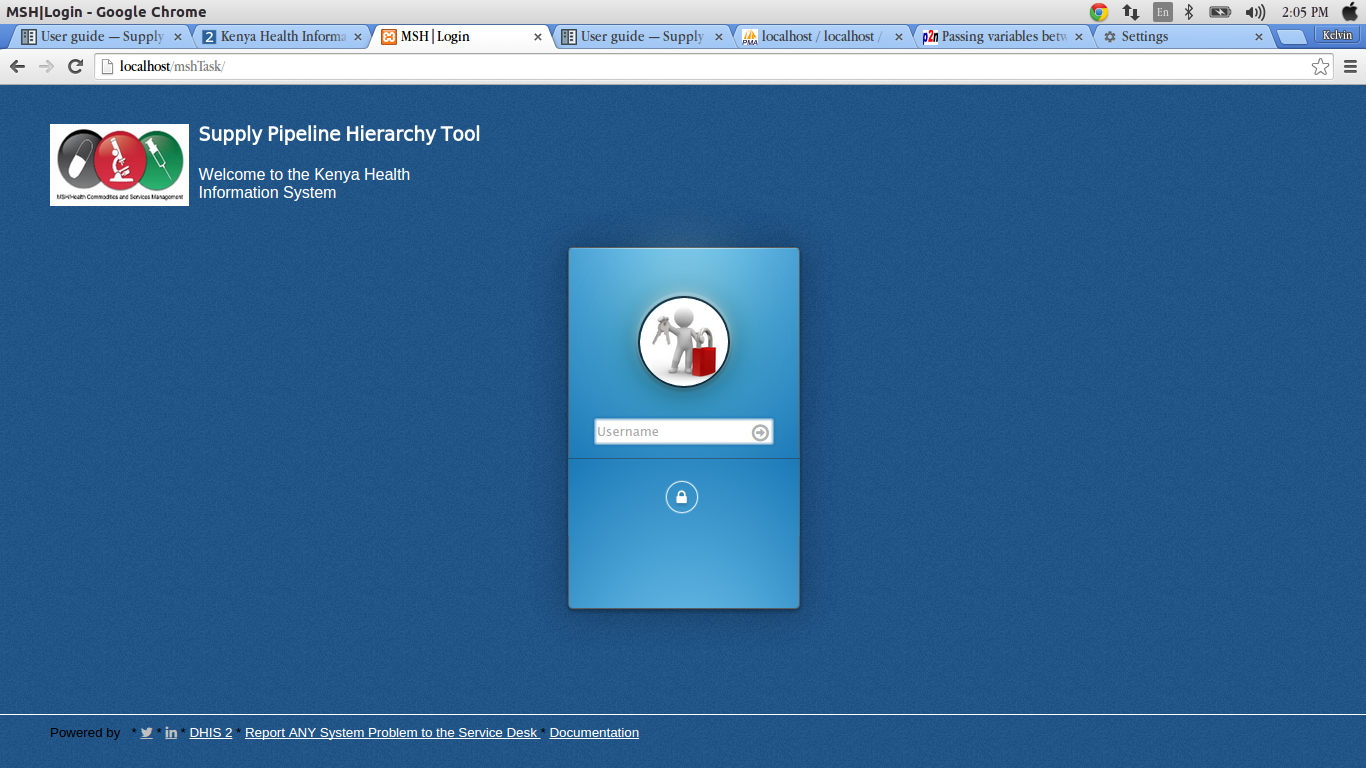 MSH|Login - Google Chrome
En
2:05 PM
User guide — Supply
Kenya Health Informa
MSH|Login
User guide — Supply
PMA localhost / localhost /
p2n Passing variables betw
Settings
Kelvin
localhost/mshTask/
Supply Pipeline Hierarchy Tool
Welcome to the Kenya Health
Information System
MSH/Health Commodities and Services Management
Username
Powered by * * * DHIS 2 * Report ANY System Problem to the Service Desk * Documentation